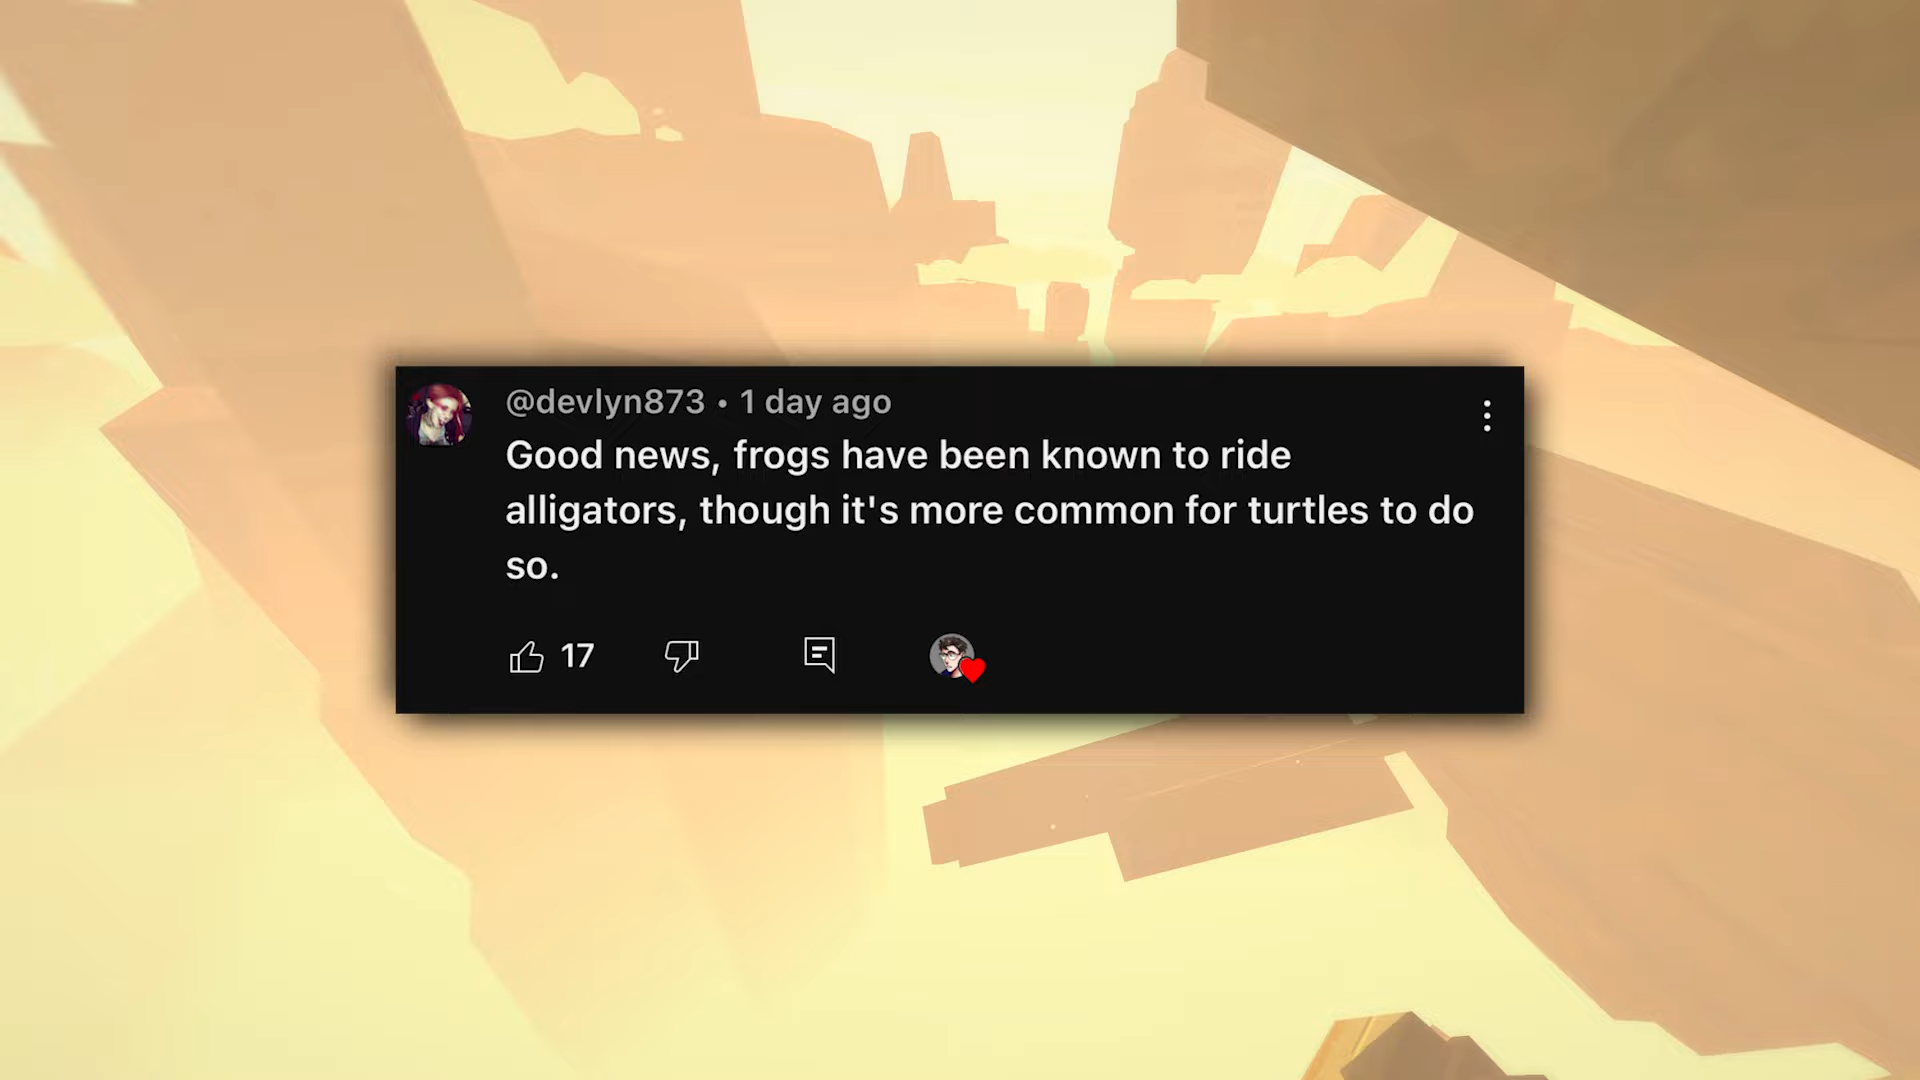 @devlyn873 • 1 day ago
Good news, frogs have been known to ride
alligators, though it's more common for turtles to do
so.
17